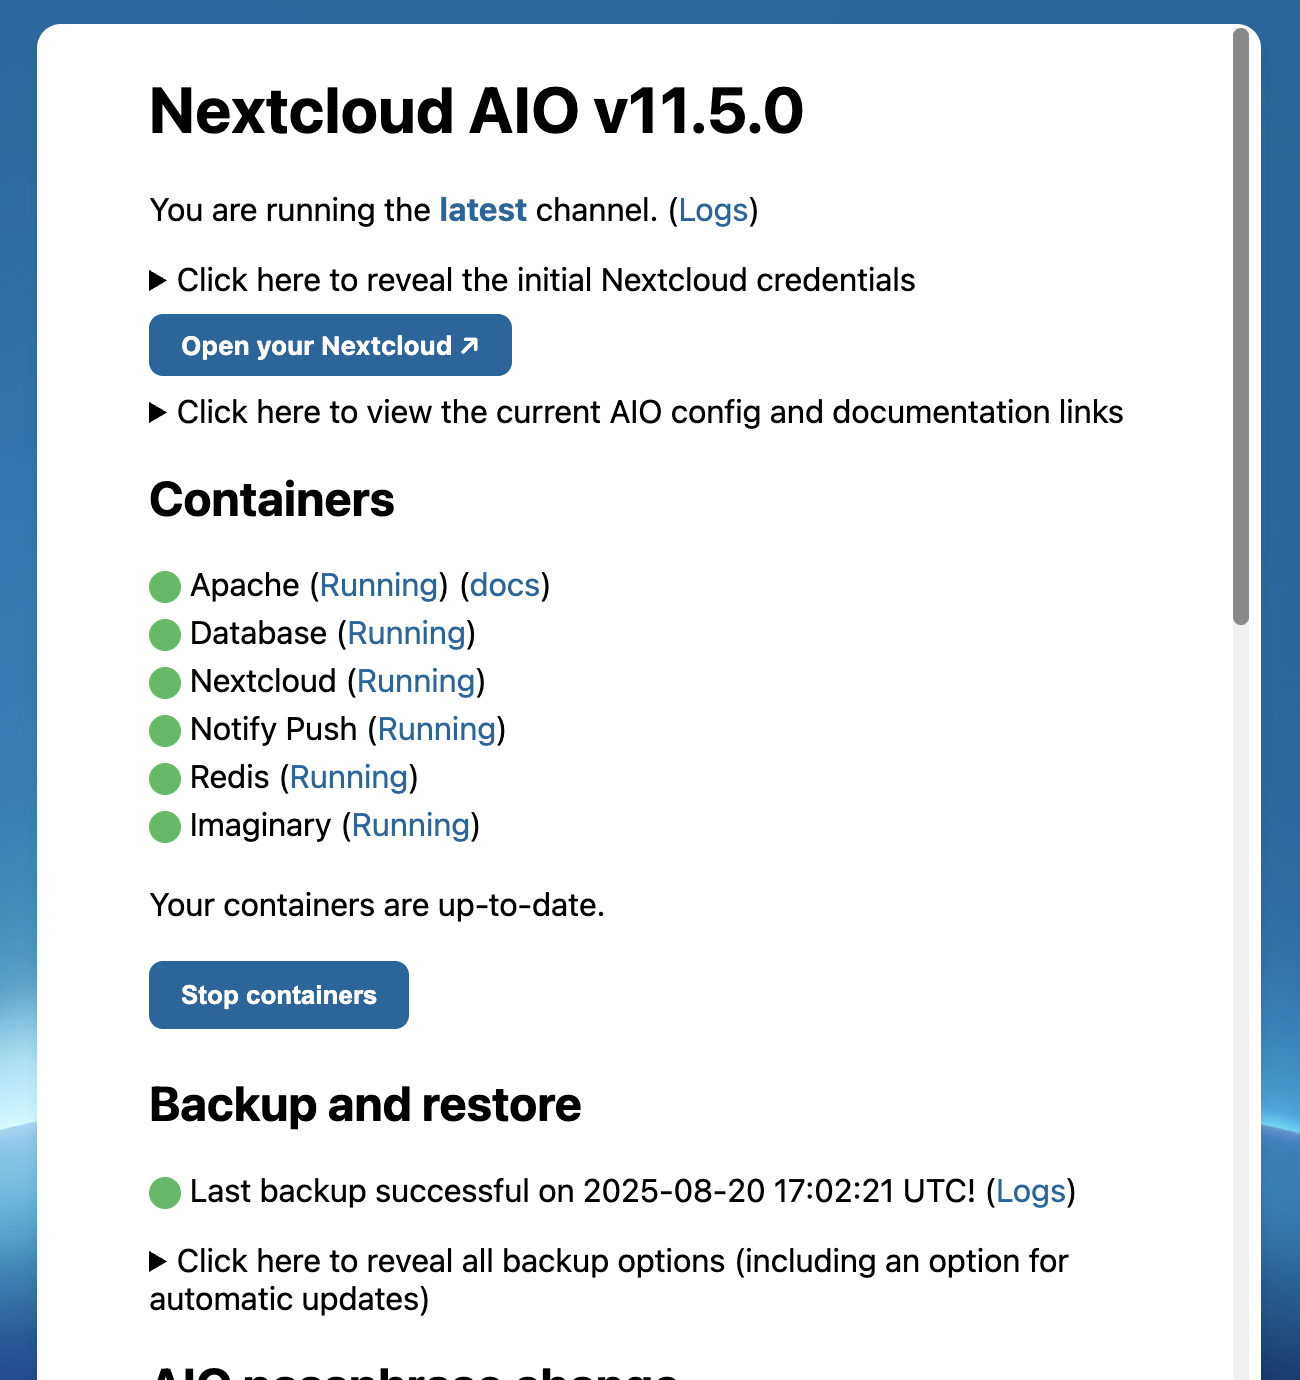 Nextcloud AIO v11.5.0
You are running the latest channel. (Logs)
Click here to reveal the initial Nextcloud credentials
Open your Nextcloud ↗
Click here to view the current AIO config and documentation links
Containers
Apache (Running) (docs)
Database (Running)
Nextcloud (Running)
Notify Push (Running)
Redis (Running)
Imaginary (Running)
Your containers are up-to-date.
Stop containers
Backup and restore
Last backup successful on 2025-08-20 17:02:21 UTC! (Logs)
Click here to reveal all backup options (including an option for
automatic updates)
AIO passphrase change